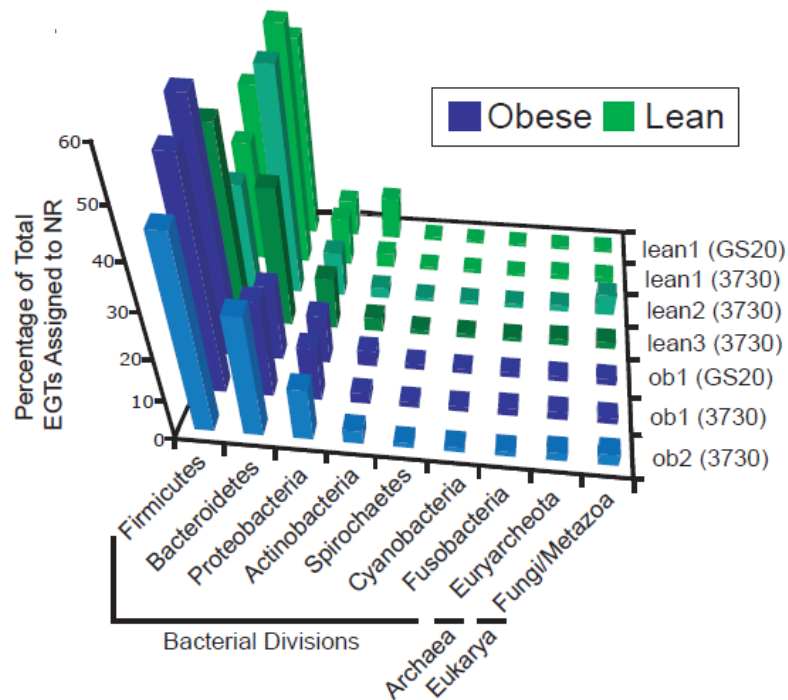 Obese Lean
Percentage of Total
EGTs Assigned to NR
60
50
40
30
20
10
0
lean1 (GS20)
lean1 (3730)
lean2 (3730)
lean3 (3730)
ob1 (GS20)
ob1 (3730)
ob2 (3730)
Firmicutes
Bacteroidetes
Proteobacteria
Actinobacteria
Spirochaetes
Cyanobacteria
Fusobacteria
Euryarcheota
Fungi/Metazoa
Bacterial Divisions
Archaea
Eukarya